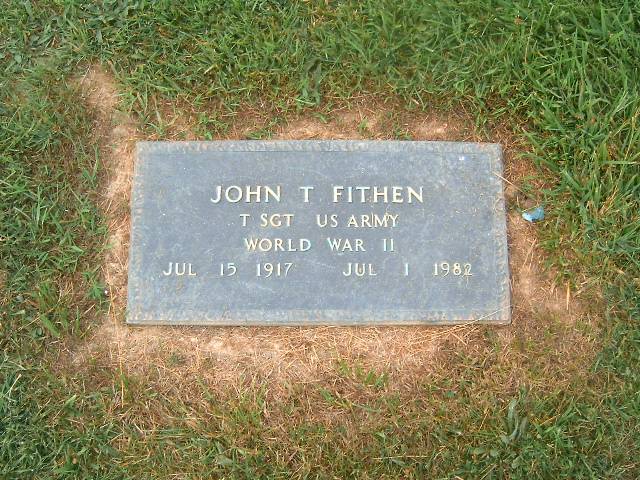 JOHN T FITHEN
T SGT US ARMY
WORLD WAR II
JUL 15 1917 JUL 1 1982